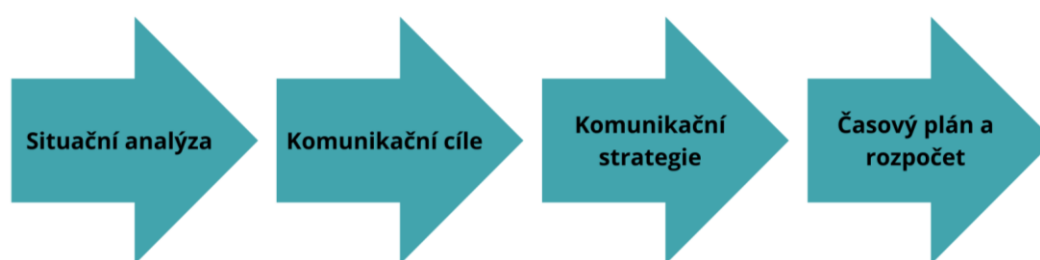 Situační analýza
Komunikační cíle
Komunikační
strategie
Časový plán a
rozpočet